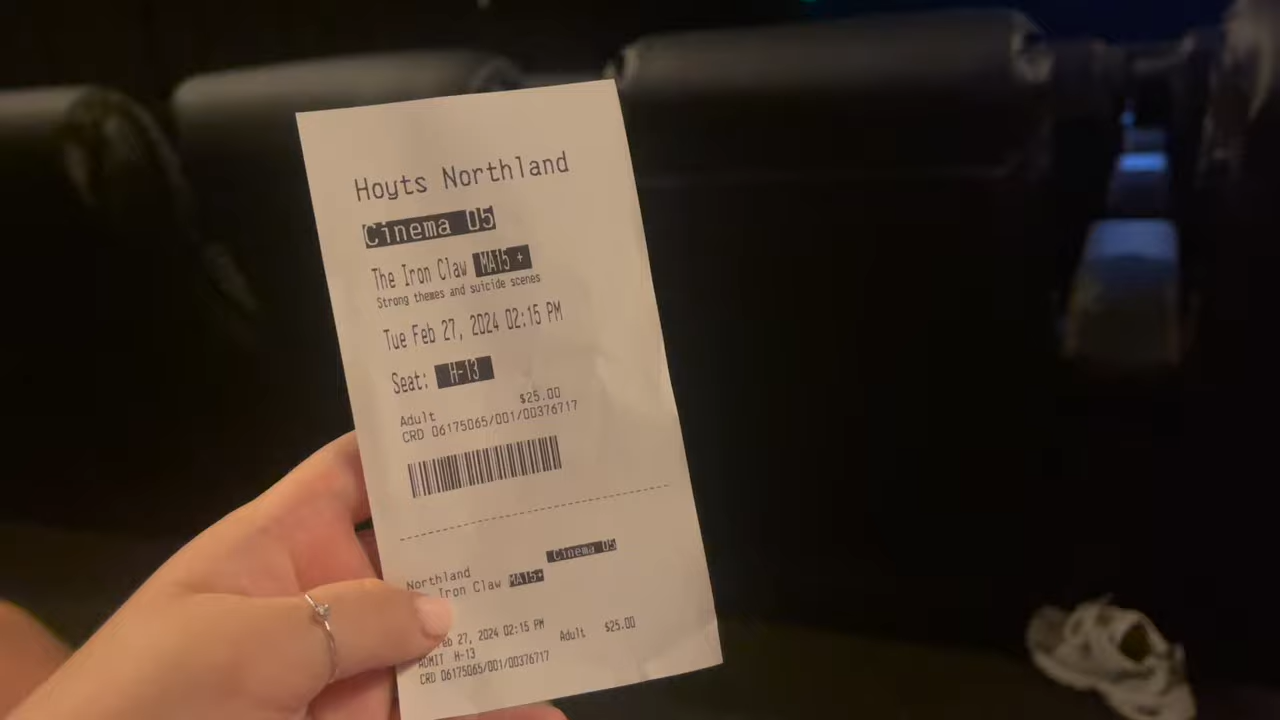 Hoyts Northland
Cinema 05
The Iron Claw MA15 +
Strong themes and suicide scenes
Tue Feb 27, 2024 02:15 PM
Seat: H-13
Adult $25.00
CRD 06175065/001/00376717
Cinema 05
Northland
Iron Claw MA15+
eb 27, 2024 02:15 PM
Adult $25.00
ADMIT H-13
CRD 06175065/001/00376717